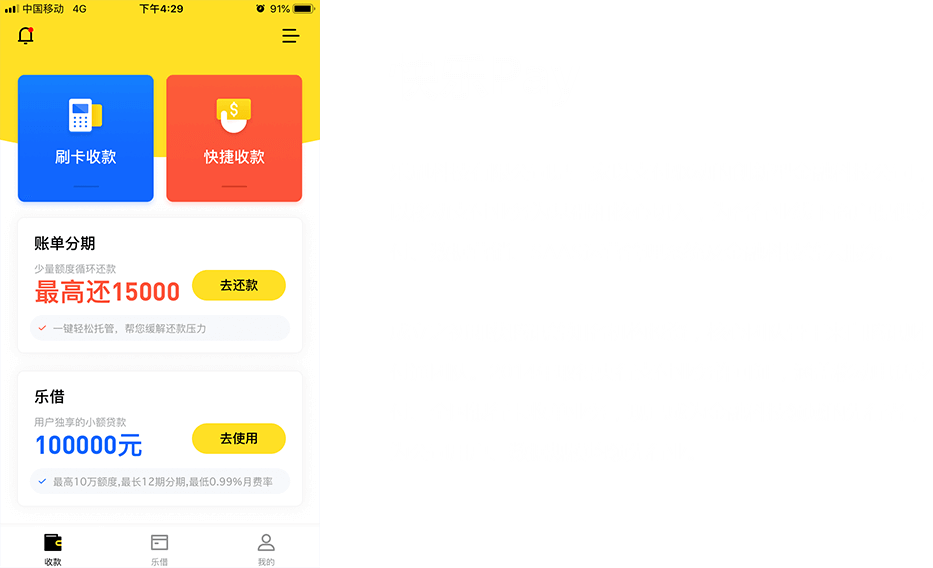 中国移动 4G 下午4:29 91%
$
刷卡收款 快捷收款
账单分期
少量额度循环还款
最高还15000 去还款
一键轻松托管，帮您缓解还款压力
乐借
用户独享的小额贷款
100000元 去使用
最高10万额度,最长12期分期,最低0.99%月费率
收款 乐借 我的